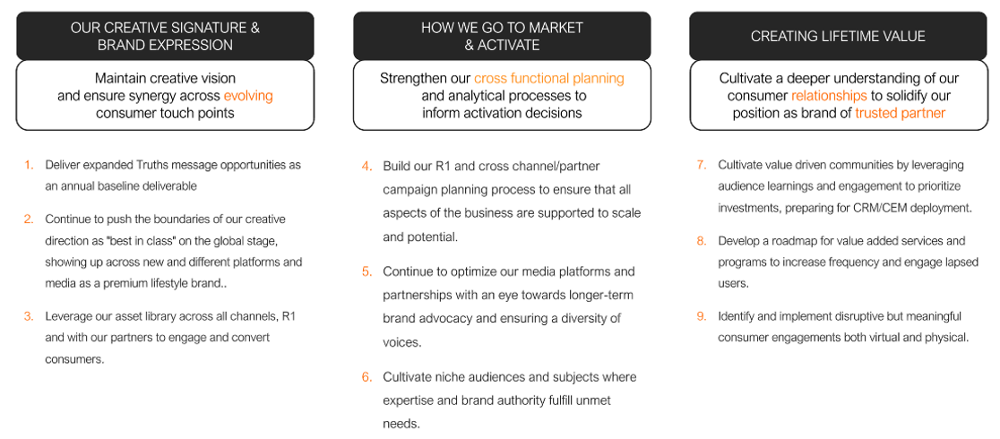 OUR CREATIVE SIGNATURE &
BRAND EXPRESSION
Maintain creative vision
and ensure synergy across evolving
consumer touch points
1. Deliver expanded Truths message opportunities as
an annual baseline deliverable
2. Continue to push the boundaries of our creative
direction as "best in class" on the global stage,
showing up across new and different platforms and
media as a premium lifestyle brand..
3. Leverage our asset library across all channels, R1
and with our partners to engage and convert
consumers.
HOW WE GO TO MARKET
& ACTIVATE
Strengthen our cross functional planning
and analytical processes to
inform activation decisions
4. Build our R1 and cross channel/partner
campaign planning process to ensure that all
aspects of the business are supported to scale
and potential.
5. Continue to optimize our media platforms and
partnerships with an eye towards longer-term
brand advocacy and ensuring a diversity of
voices.
6. Cultivate niche audiences and subjects where
expertise and brand authority fulfill unmet
needs.
CREATING LIFETIME VALUE
Cultivate a deeper understanding of our
consumer relationships to solidify our
position as brand of trusted partner
7. Cultivate value driven communities by leveraging
audience learnings and engagement to prioritize
investments, preparing for CRM/CEM deployment.
8. Develop a roadmap for value added services and
programs to increase frequency and engage lapsed
users.
9. Identify and implement disruptive but meaningful
consumer engagements both virtual and physical.